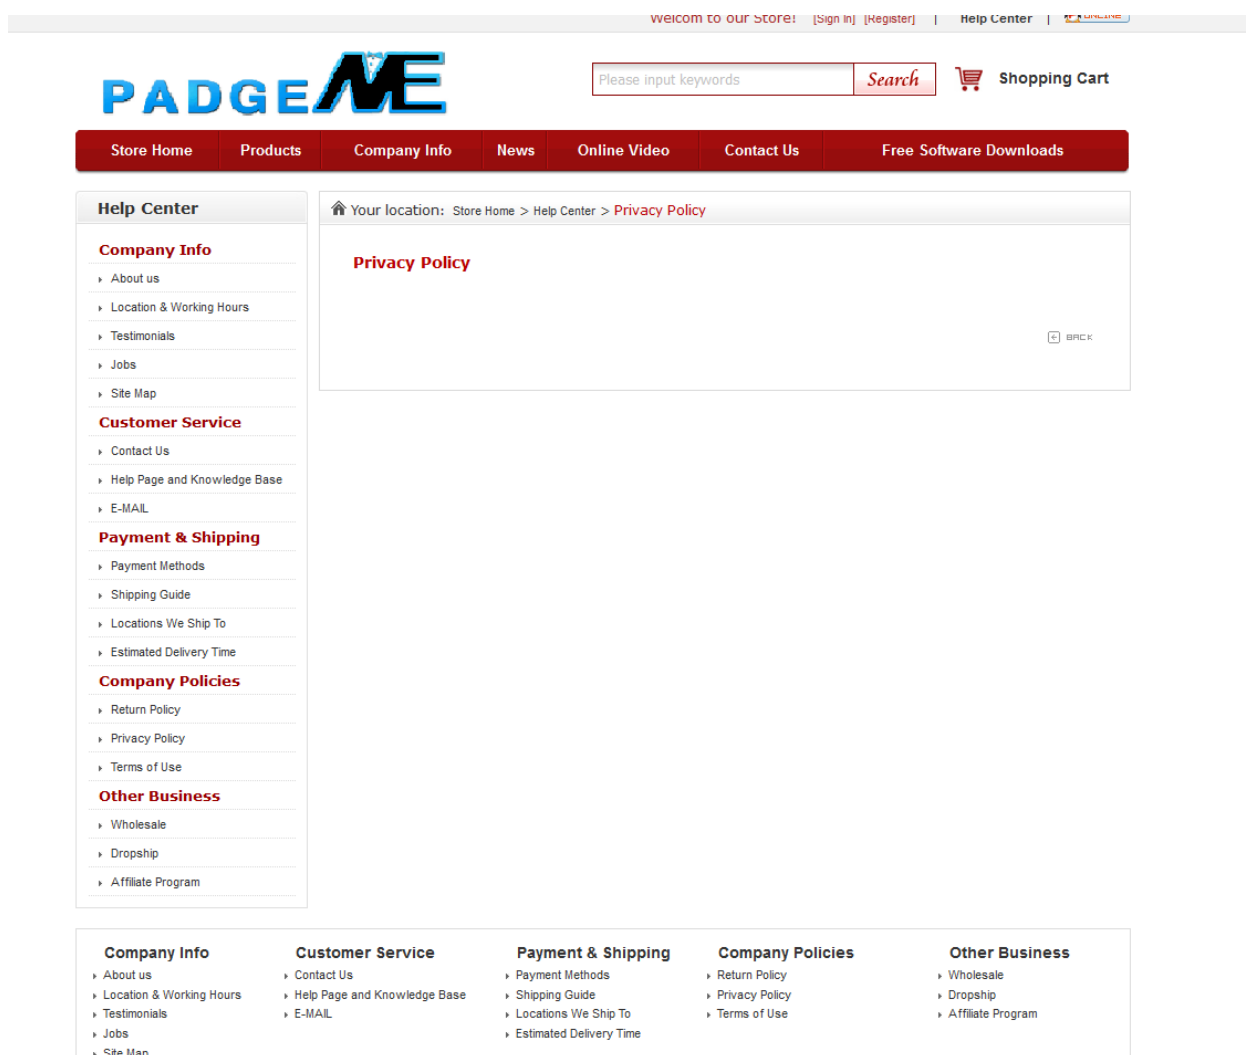 Welcom to our Store! [Sign In] [Register] | Help Center | ONLINE
PADGENE
Please input keywords Search Shopping Cart
Store Home Products Company Info News Online Video Contact Us Free Software Downloads
Help Center
Company Info
About us
Location & Working Hours
Testimonials
Jobs
Site Map
Customer Service
Contact Us
Help Page and Knowledge Base
E-MAIL
Payment & Shipping
Payment Methods
Shipping Guide
Locations We Ship To
Estimated Delivery Time
Company Policies
Return Policy
Privacy Policy
Terms of Use
Other Business
Wholesale
Dropship
Affiliate Program
Your location: Store Home > Help Center > Privacy Policy
Privacy Policy
BACK
Company Info
About us
Location & Working Hours
Testimonials
Jobs
Site Map
Customer Service
Contact Us
Help Page and Knowledge Base
E-MAIL
Payment & Shipping
Payment Methods
Shipping Guide
Locations We Ship To
Estimated Delivery Time
Company Policies
Return Policy
Privacy Policy
Terms of Use
Other Business
Wholesale
Dropship
Affiliate Program